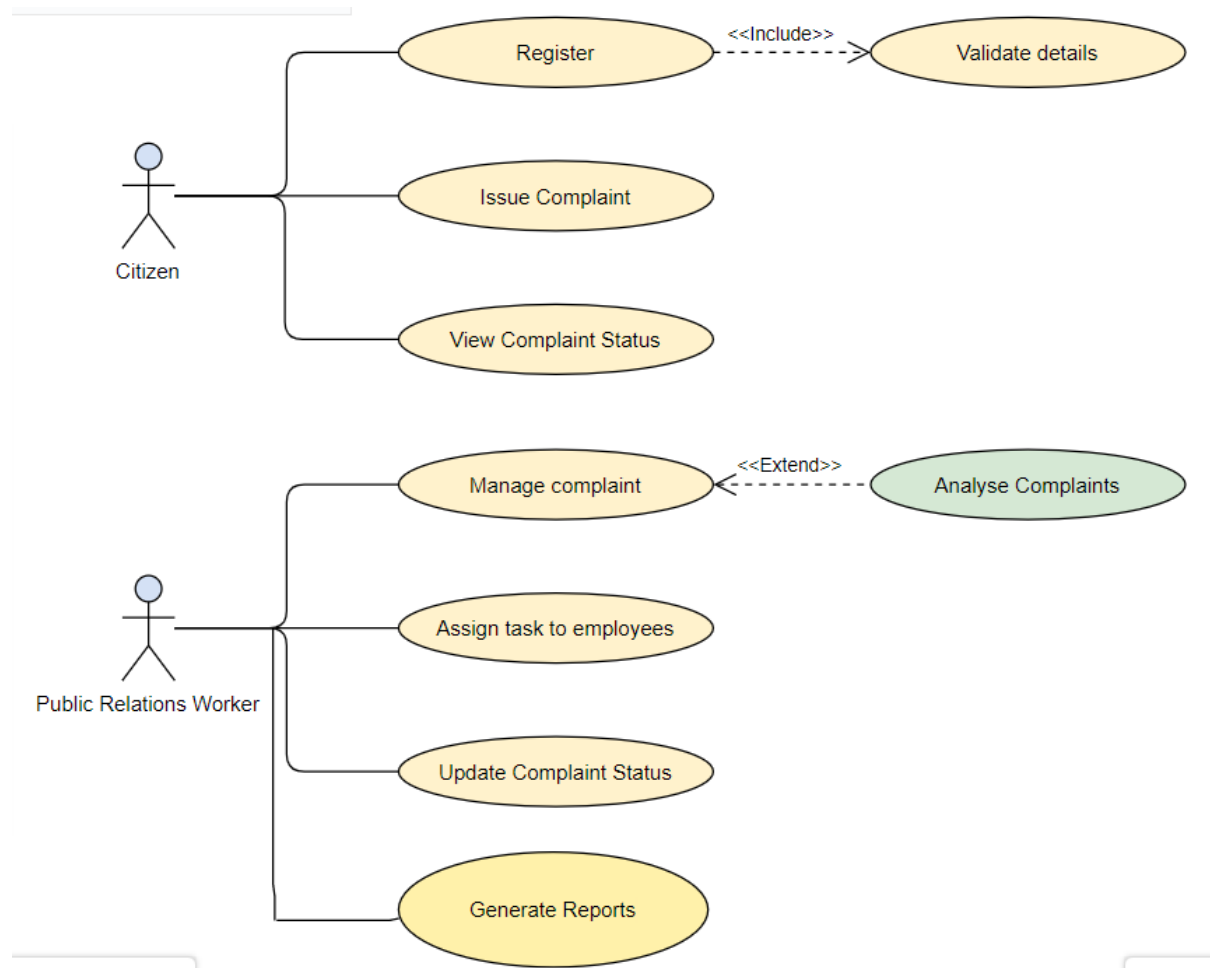 Register
<<Include>>
Validate details
Issue Complaint
Citizen
View Complaint Status
Manage complaint
<<Extend>>
Analyse Complaints
Assign task to employees
Public Relations Worker
Update Complaint Status
Generate Reports